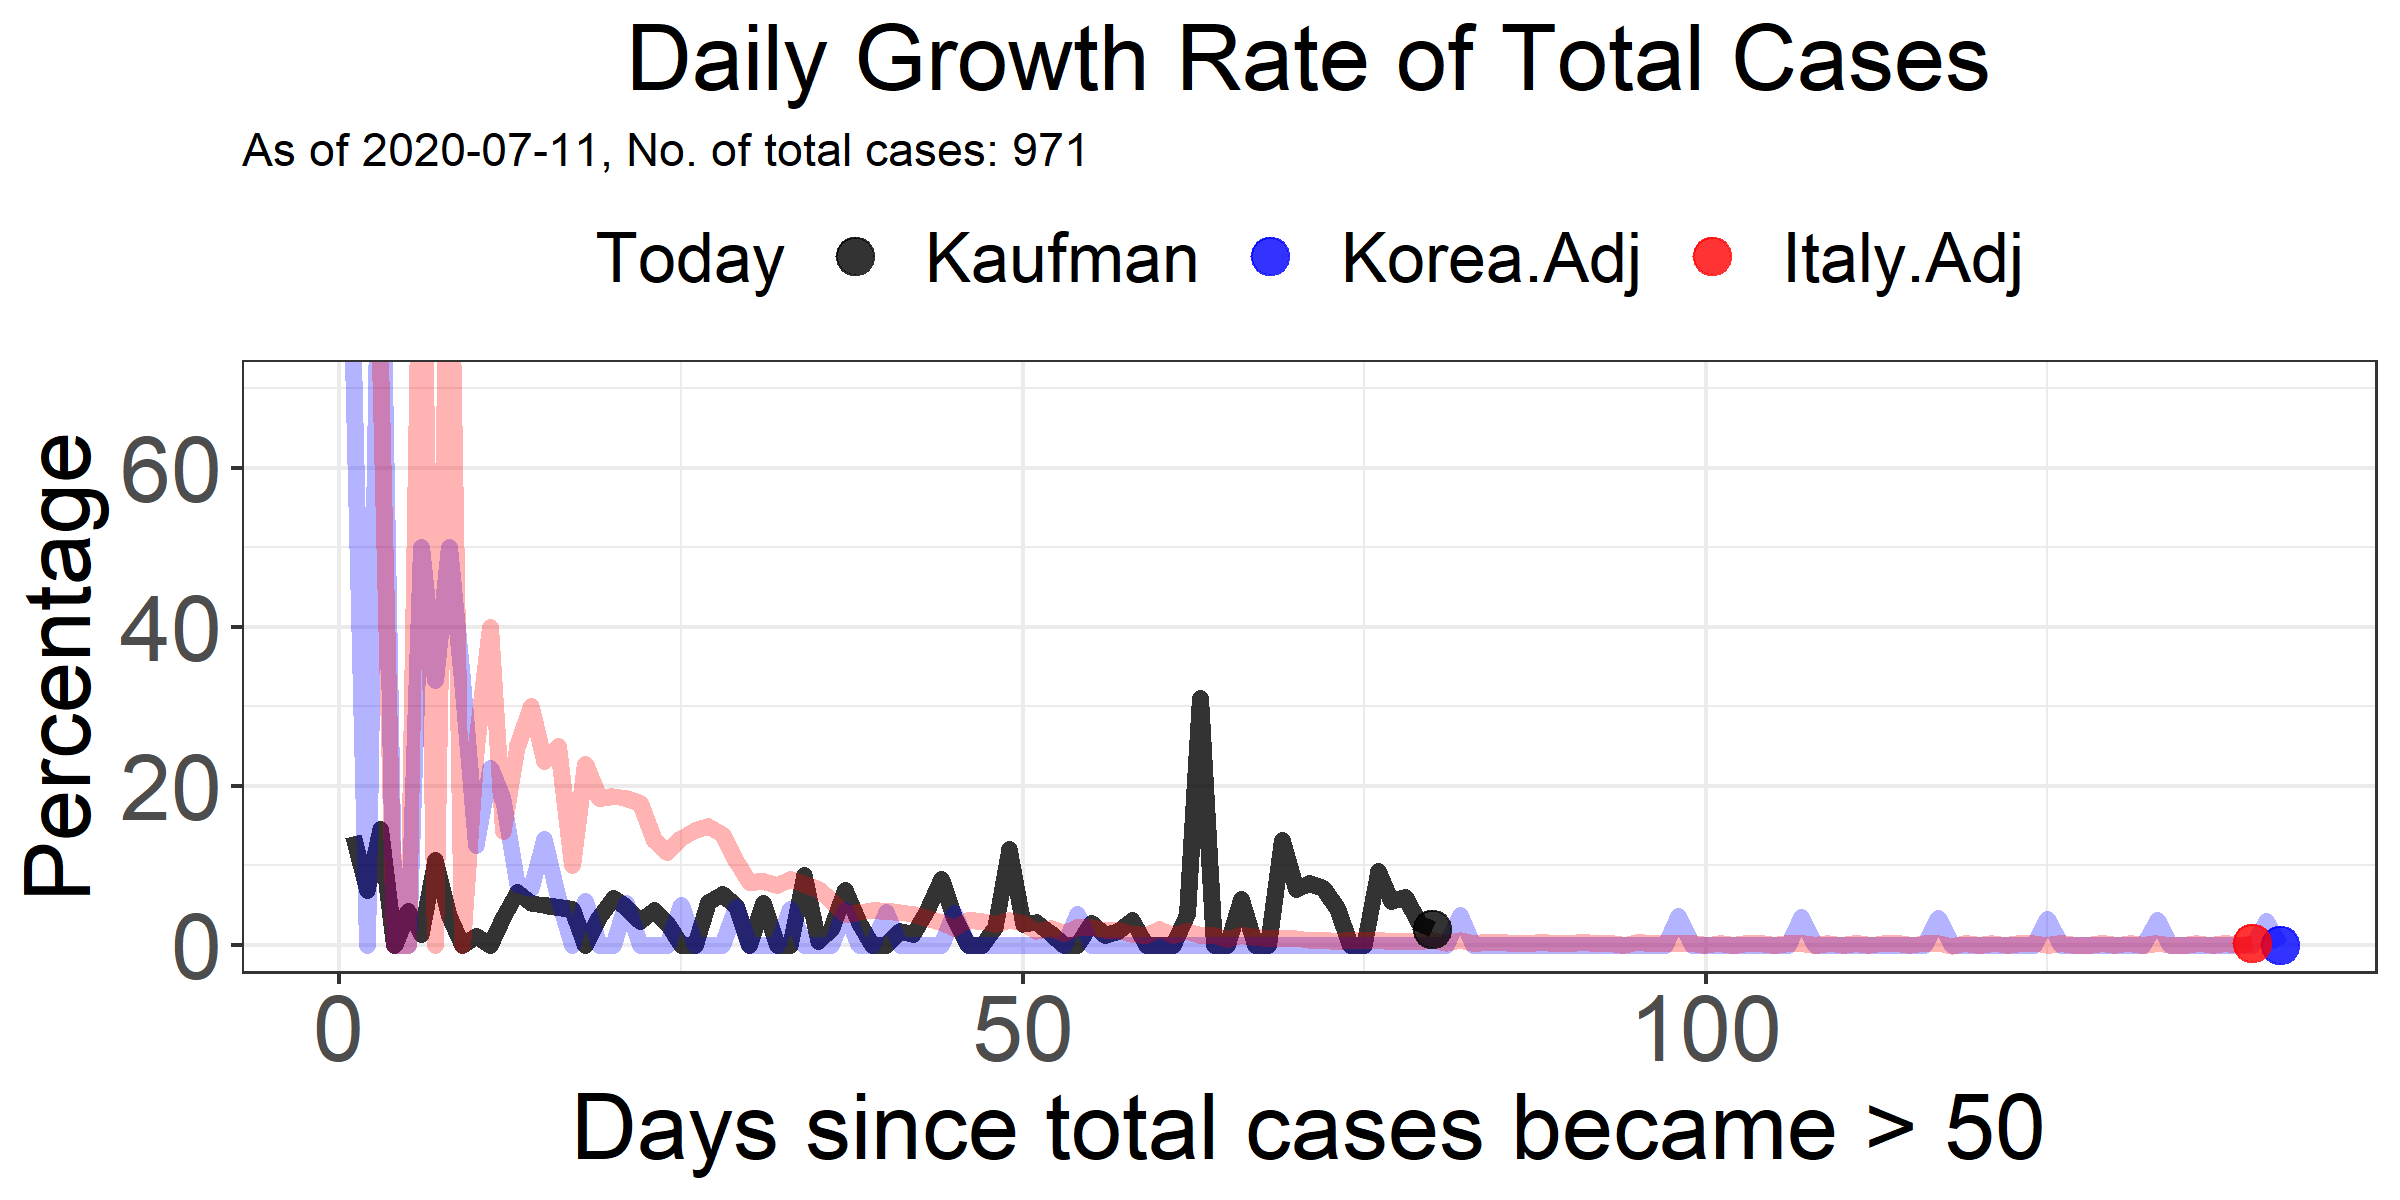 Daily Growth Rate of Total Cases
As of 2020-07-11, No. of total cases: 971
Today Kaufman Korea.Adj Italy.Adj
Percentage
60
40
20
0
0 50 100
Days since total cases became > 50